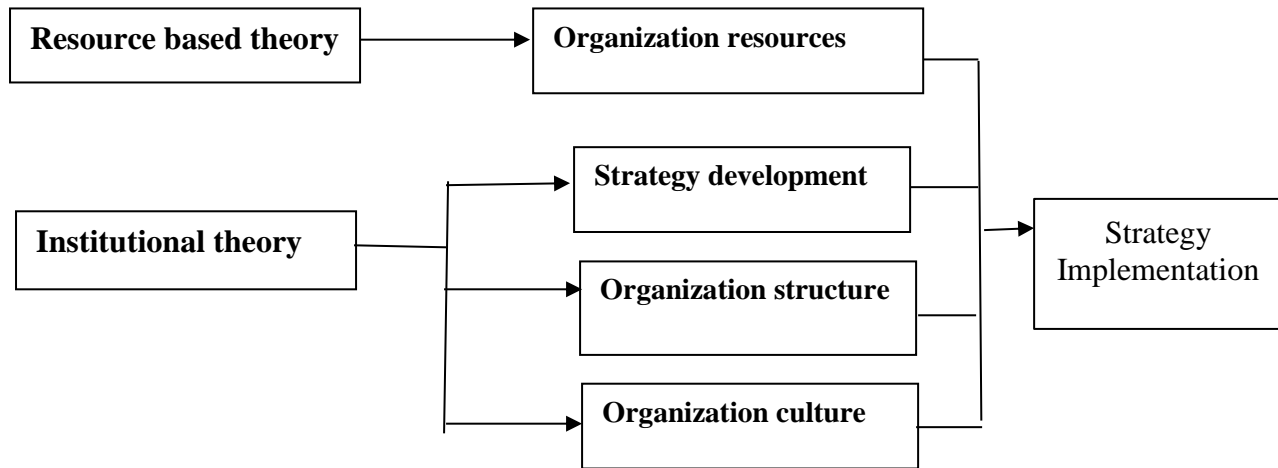 Resource based theory
Organization resources
Strategy development
Institutional theory
Strategy
Implementation
Organization structure
Organization culture